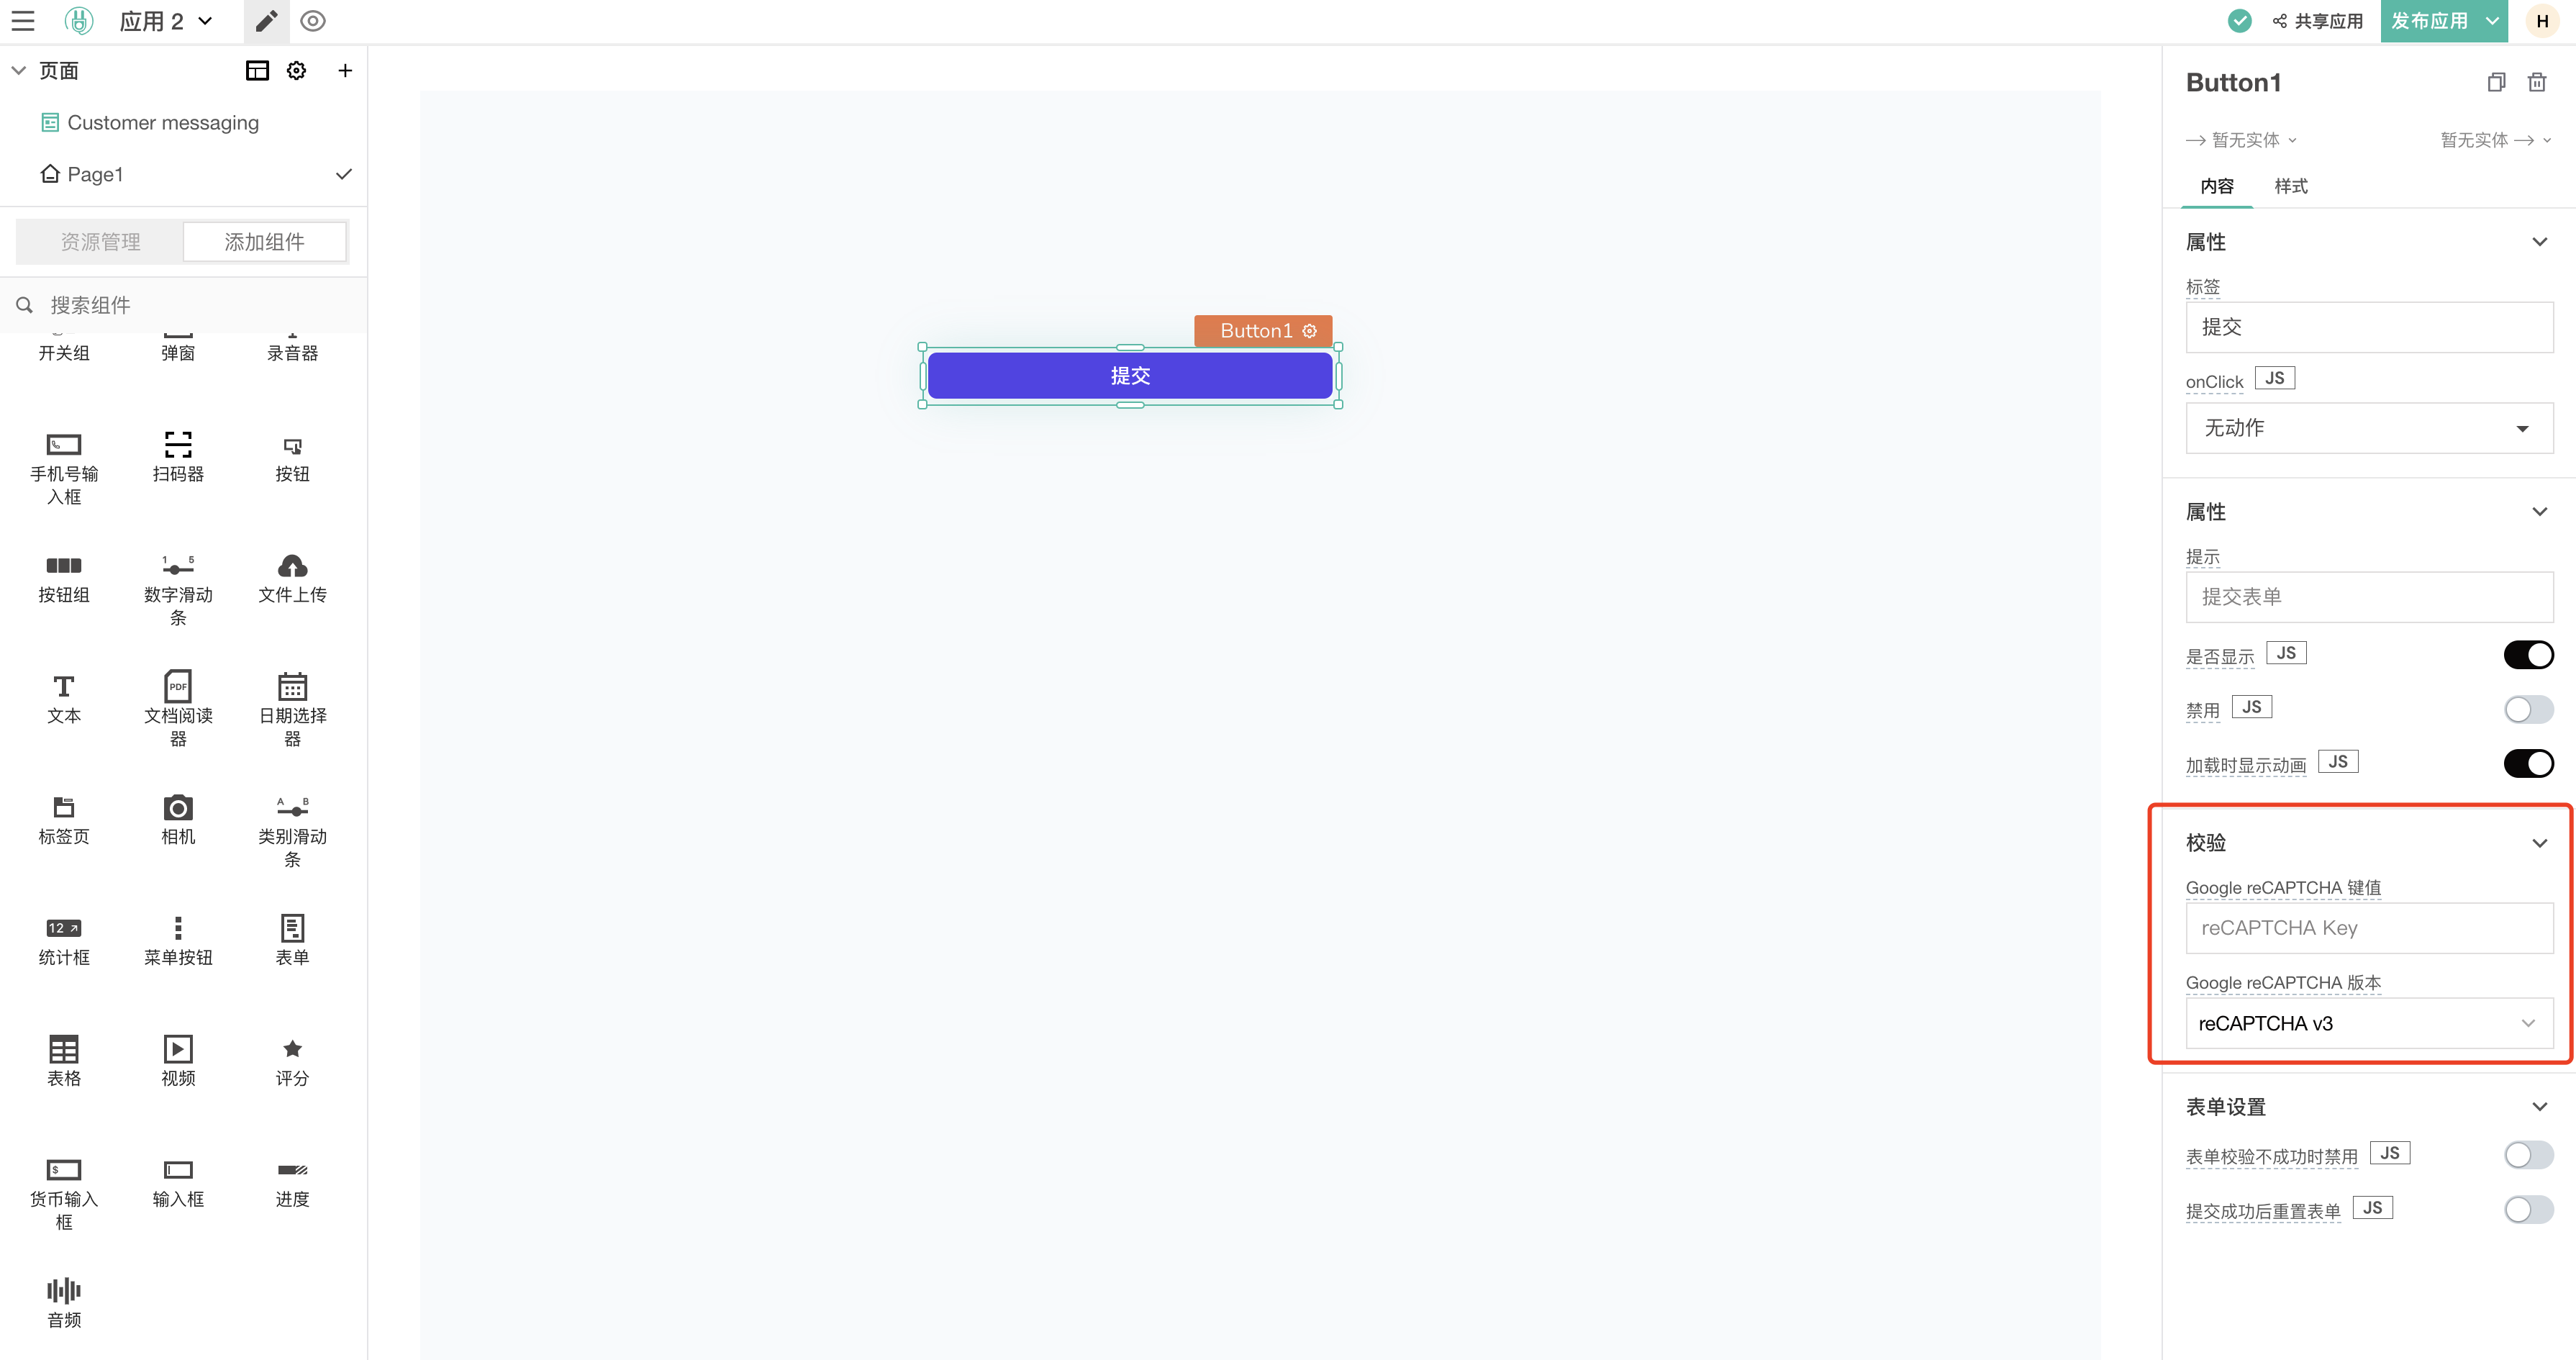 应用 2
共享应用
发布应用
H
页面
Customer messaging
Page1
资源管理
添加组件
搜索组件
开关组
弹窗
录音器
手机号输
入框
扫码器
按钮
按钮组
1 5
数字滑动
条
文件上传
文本
PDF
文档阅读
器
日期选择
器
标签页
相机
A B
类别滑动
条
12
统计框
菜单按钮
表单
表格
视频
评分
$
货币输入
框
输入框
进度
音频
Button1
提交
Button1
暂无实体
暂无实体
内容
样式
属性
标签
提交
onClick JS
无动作
属性
提示
提交表单
是否显示 JS
禁用 JS
加载时显示动画 JS
校验
Google reCAPTCHA 键值
reCAPTCHA Key
Google reCAPTCHA 版本
reCAPTCHA v3
表单设置
表单校验不成功时禁用 JS
提交成功后重置表单 JS